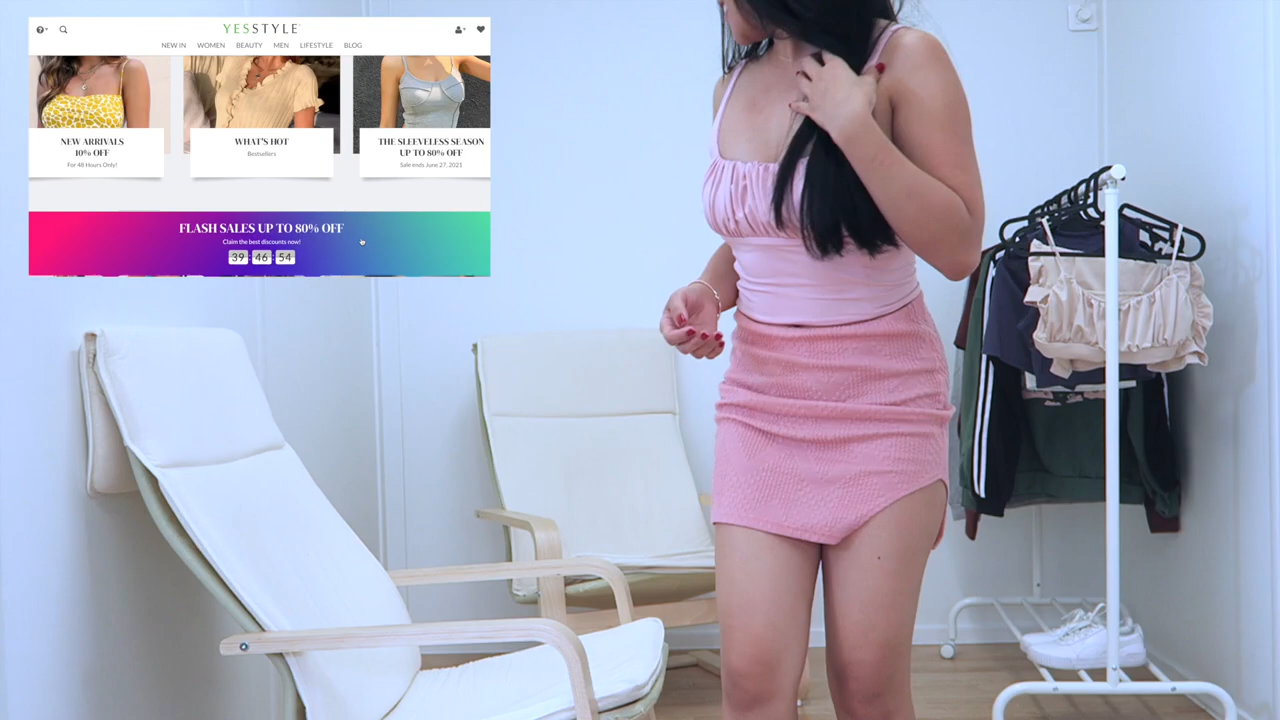 YESSTYLE
NEW IN WOMEN BEAUTY MEN LIFESTYLE BLOG
NEW ARRIVALS
10% OFF
For 48 Hours Only!
WHAT'S HOT
Bestsellers
THE SLEEVELESS SEASON
UP TO 80% OFF
Sale ends June 27, 2021
FLASH SALES UP TO 80% OFF
Claim the best discounts now!
39 : 46 : 54